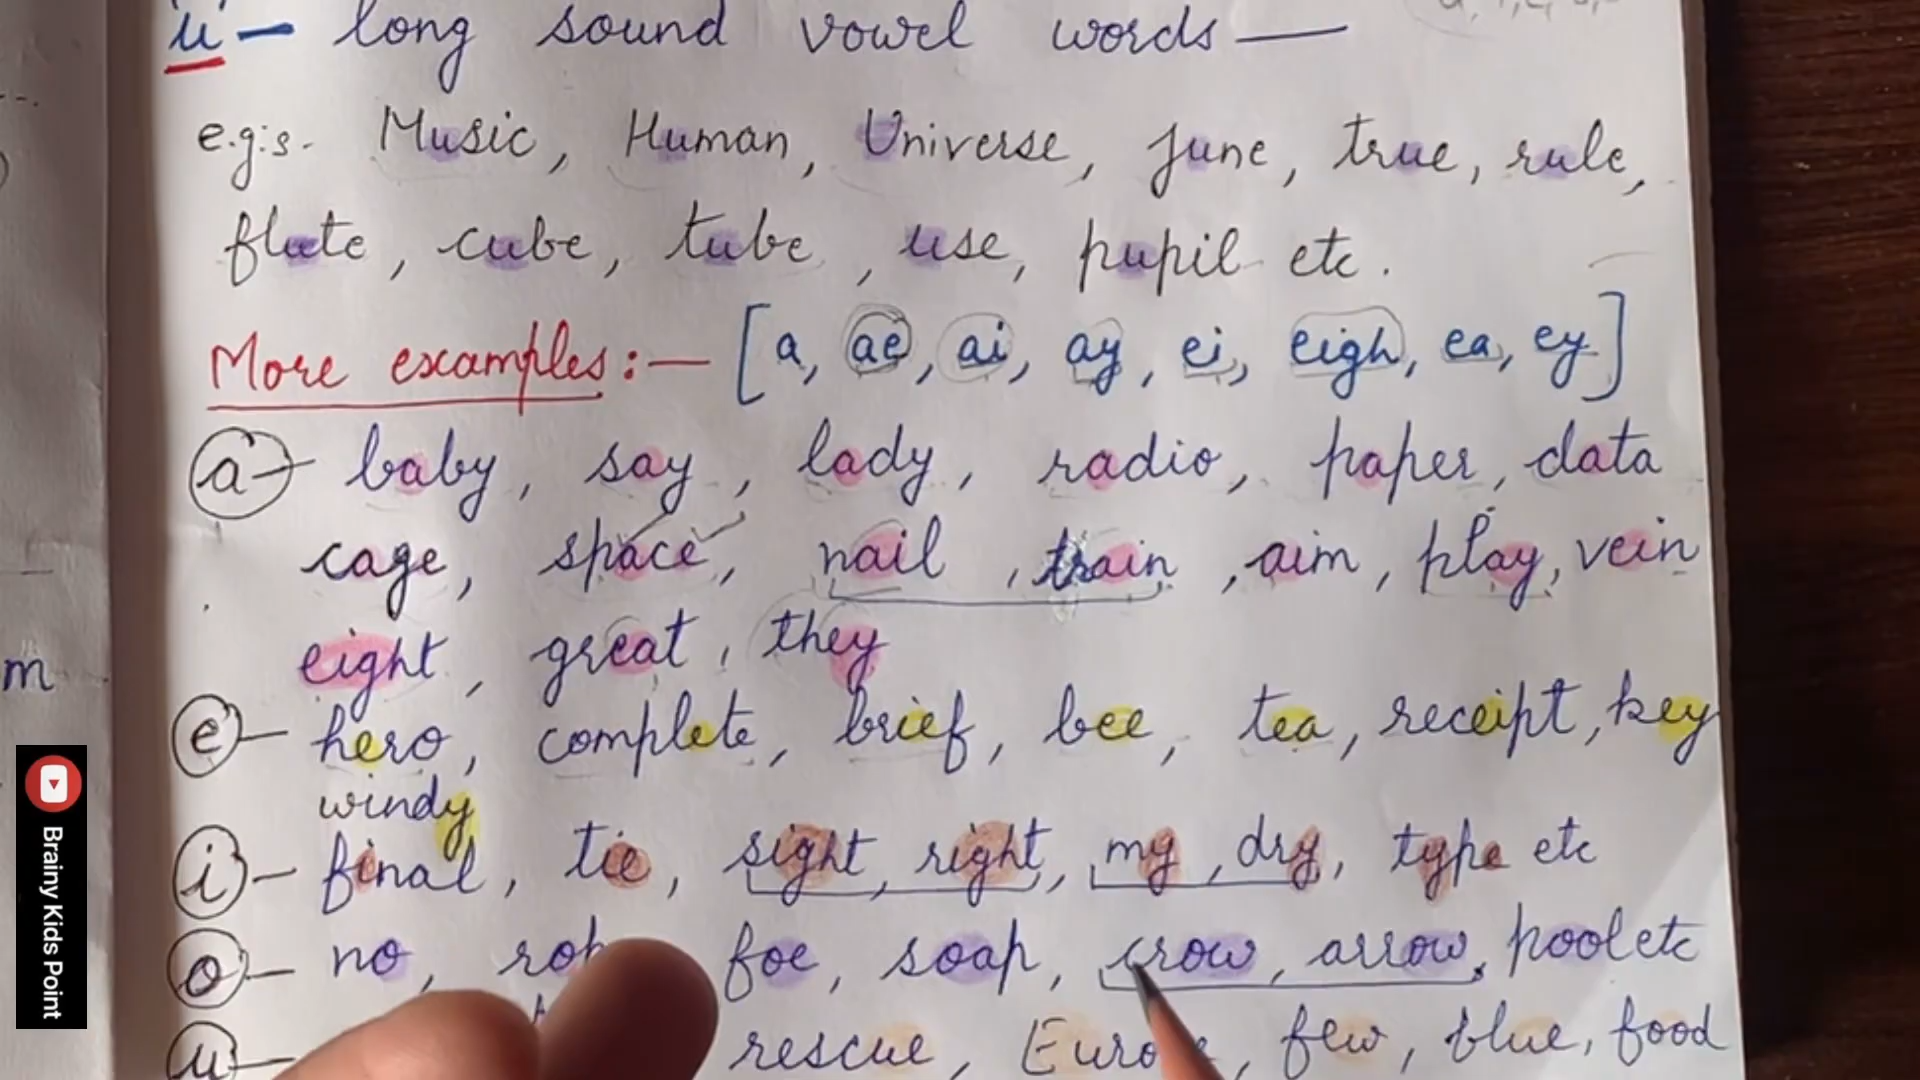 u - long sound vowel words —
e.g:s. Music, Human, Universe, June, true, rule,
flute, cube, tube, use, pupil etc.
More examples:- [a, ae, ai, ay, ei, eigh, ea, ey]
a - baby, say, lady, radio, paper, data
cage, space, nail, train, aim, play, vein
eight, great, they
e - hero, complete, brief, bee, tea, receipt, key
windy
i - final, tie, sight, right, my, dry, type etc
o - no, foe, soap, crow, arrow, pool etc
u - rescue, few, blue, food
m
Brainy Kids Point